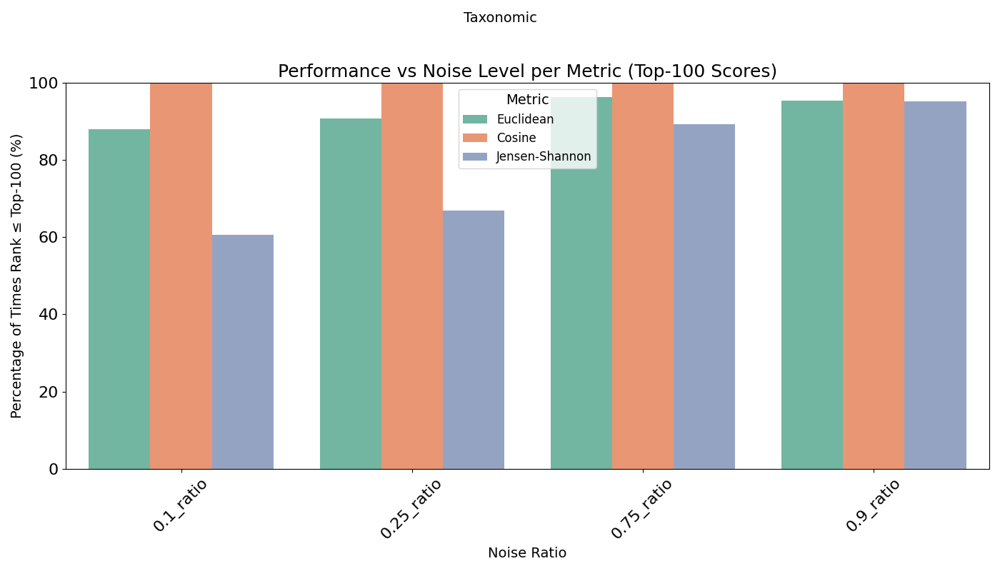 Taxonomic
Performance vs Noise Level per Metric (Top-100 Scores)
Percentage of Times Rank ≤ Top-100 (%)
100
80
60
40
20
0
Metric
Euclidean
Cosine
Jensen-Shannon
0.1_ratio
0.25_ratio
0.75_ratio
0.9_ratio
Noise Ratio